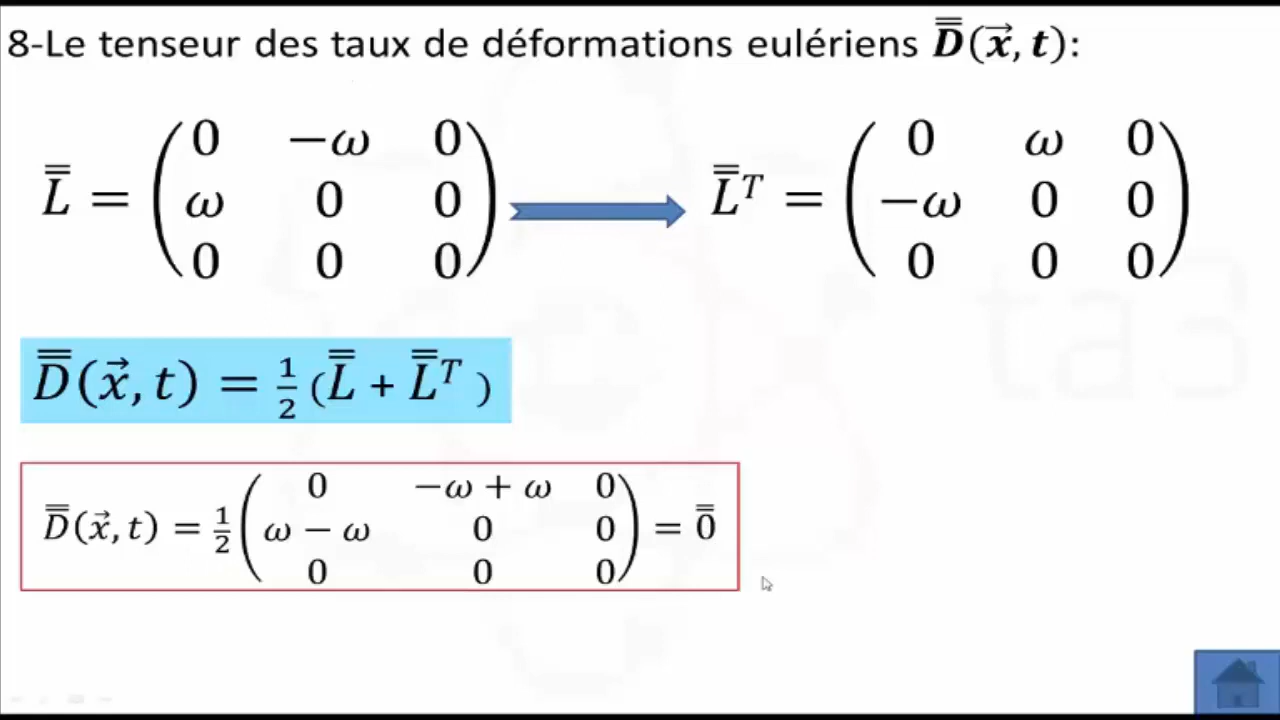 8-Le tenseur des taux de déformations eulériens D̿(x⃗, t):
L̿ = ( 0 −ω 0 ; ω 0 0 ; 0 0 0 ) L̿ᵀ = ( 0 ω 0 ; −ω 0 0 ; 0 0 0 )
D̿(x⃗, t) = 1/2 (L̿ + L̿ᵀ )
D̿(x⃗, t) = 1/2 ( 0 −ω + ω 0 ; ω − ω 0 0 ; 0 0 0 ) = 0̿